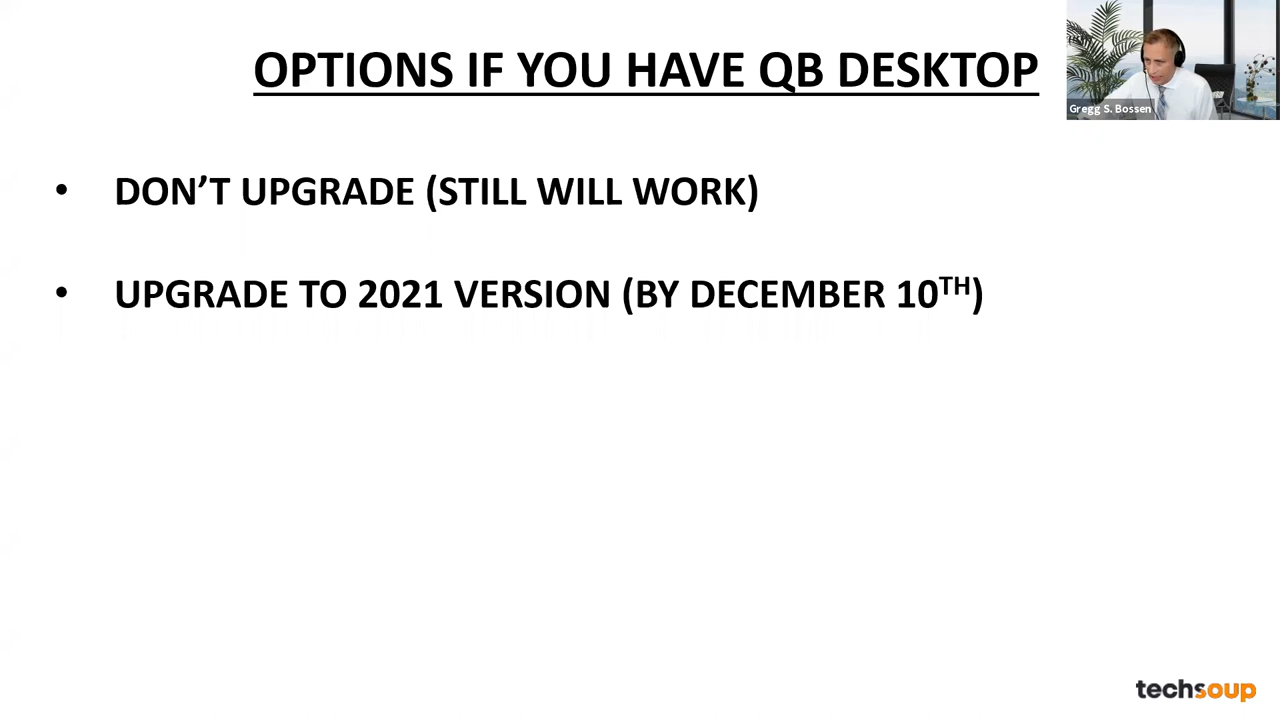 OPTIONS IF YOU HAVE QB DESKTOP
Gregg S. Bossen
• DON’T UPGRADE (STILL WILL WORK)
• UPGRADE TO 2021 VERSION (BY DECEMBER 10TH)
techsoup